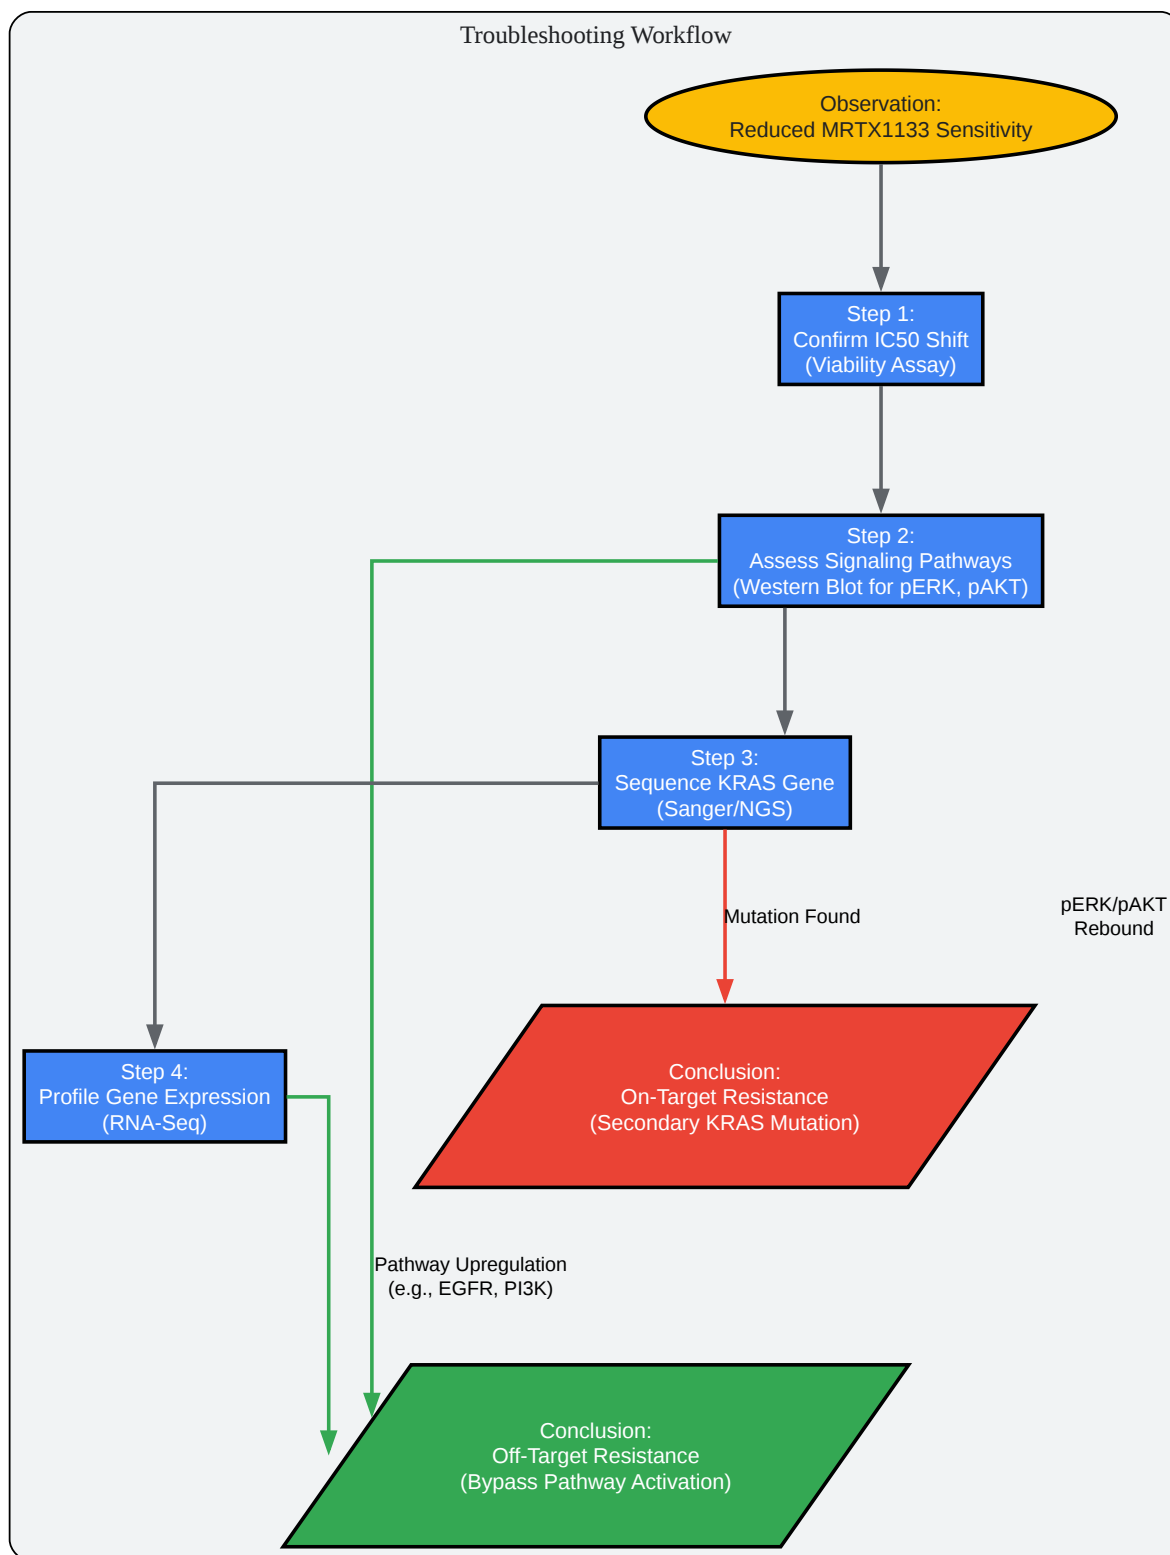 Troubleshooting Workflow
Observation:
Reduced MRTX1133 Sensitivity
Step 1:
Confirm IC50 Shift
(Viability Assay)
Step 2:
Assess Signaling Pathways
(Western Blot for pERK, pAKT)
Step 3:
Sequence KRAS Gene
(Sanger/NGS)
Mutation Found
pERK/pAKT
Rebound
Step 4:
Profile Gene Expression
(RNA-Seq)
Conclusion:
On-Target Resistance
(Secondary KRAS Mutation)
Pathway Upregulation
(e.g., EGFR, PI3K)
Conclusion:
Off-Target Resistance
(Bypass Pathway Activation)